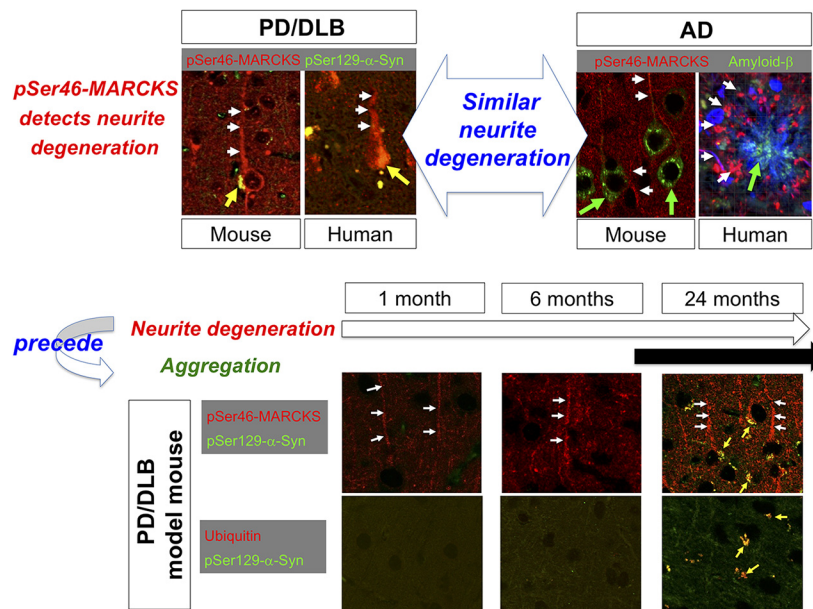 PD/DLB
AD
pSer46-MARCKS pSer129-α-Syn
pSer46-MARCKS Amyloid-β
pSer46-MARCKS
detects neurite
degeneration
Similar
neurite
degeneration
Mouse Human
Mouse Human
1 month 6 months 24 months
precede
Neurite degeneration
Aggregation
PD/DLB
model mouse
pSer46-MARCKS
pSer129-α-Syn
Ubiquitin
pSer129-α-Syn